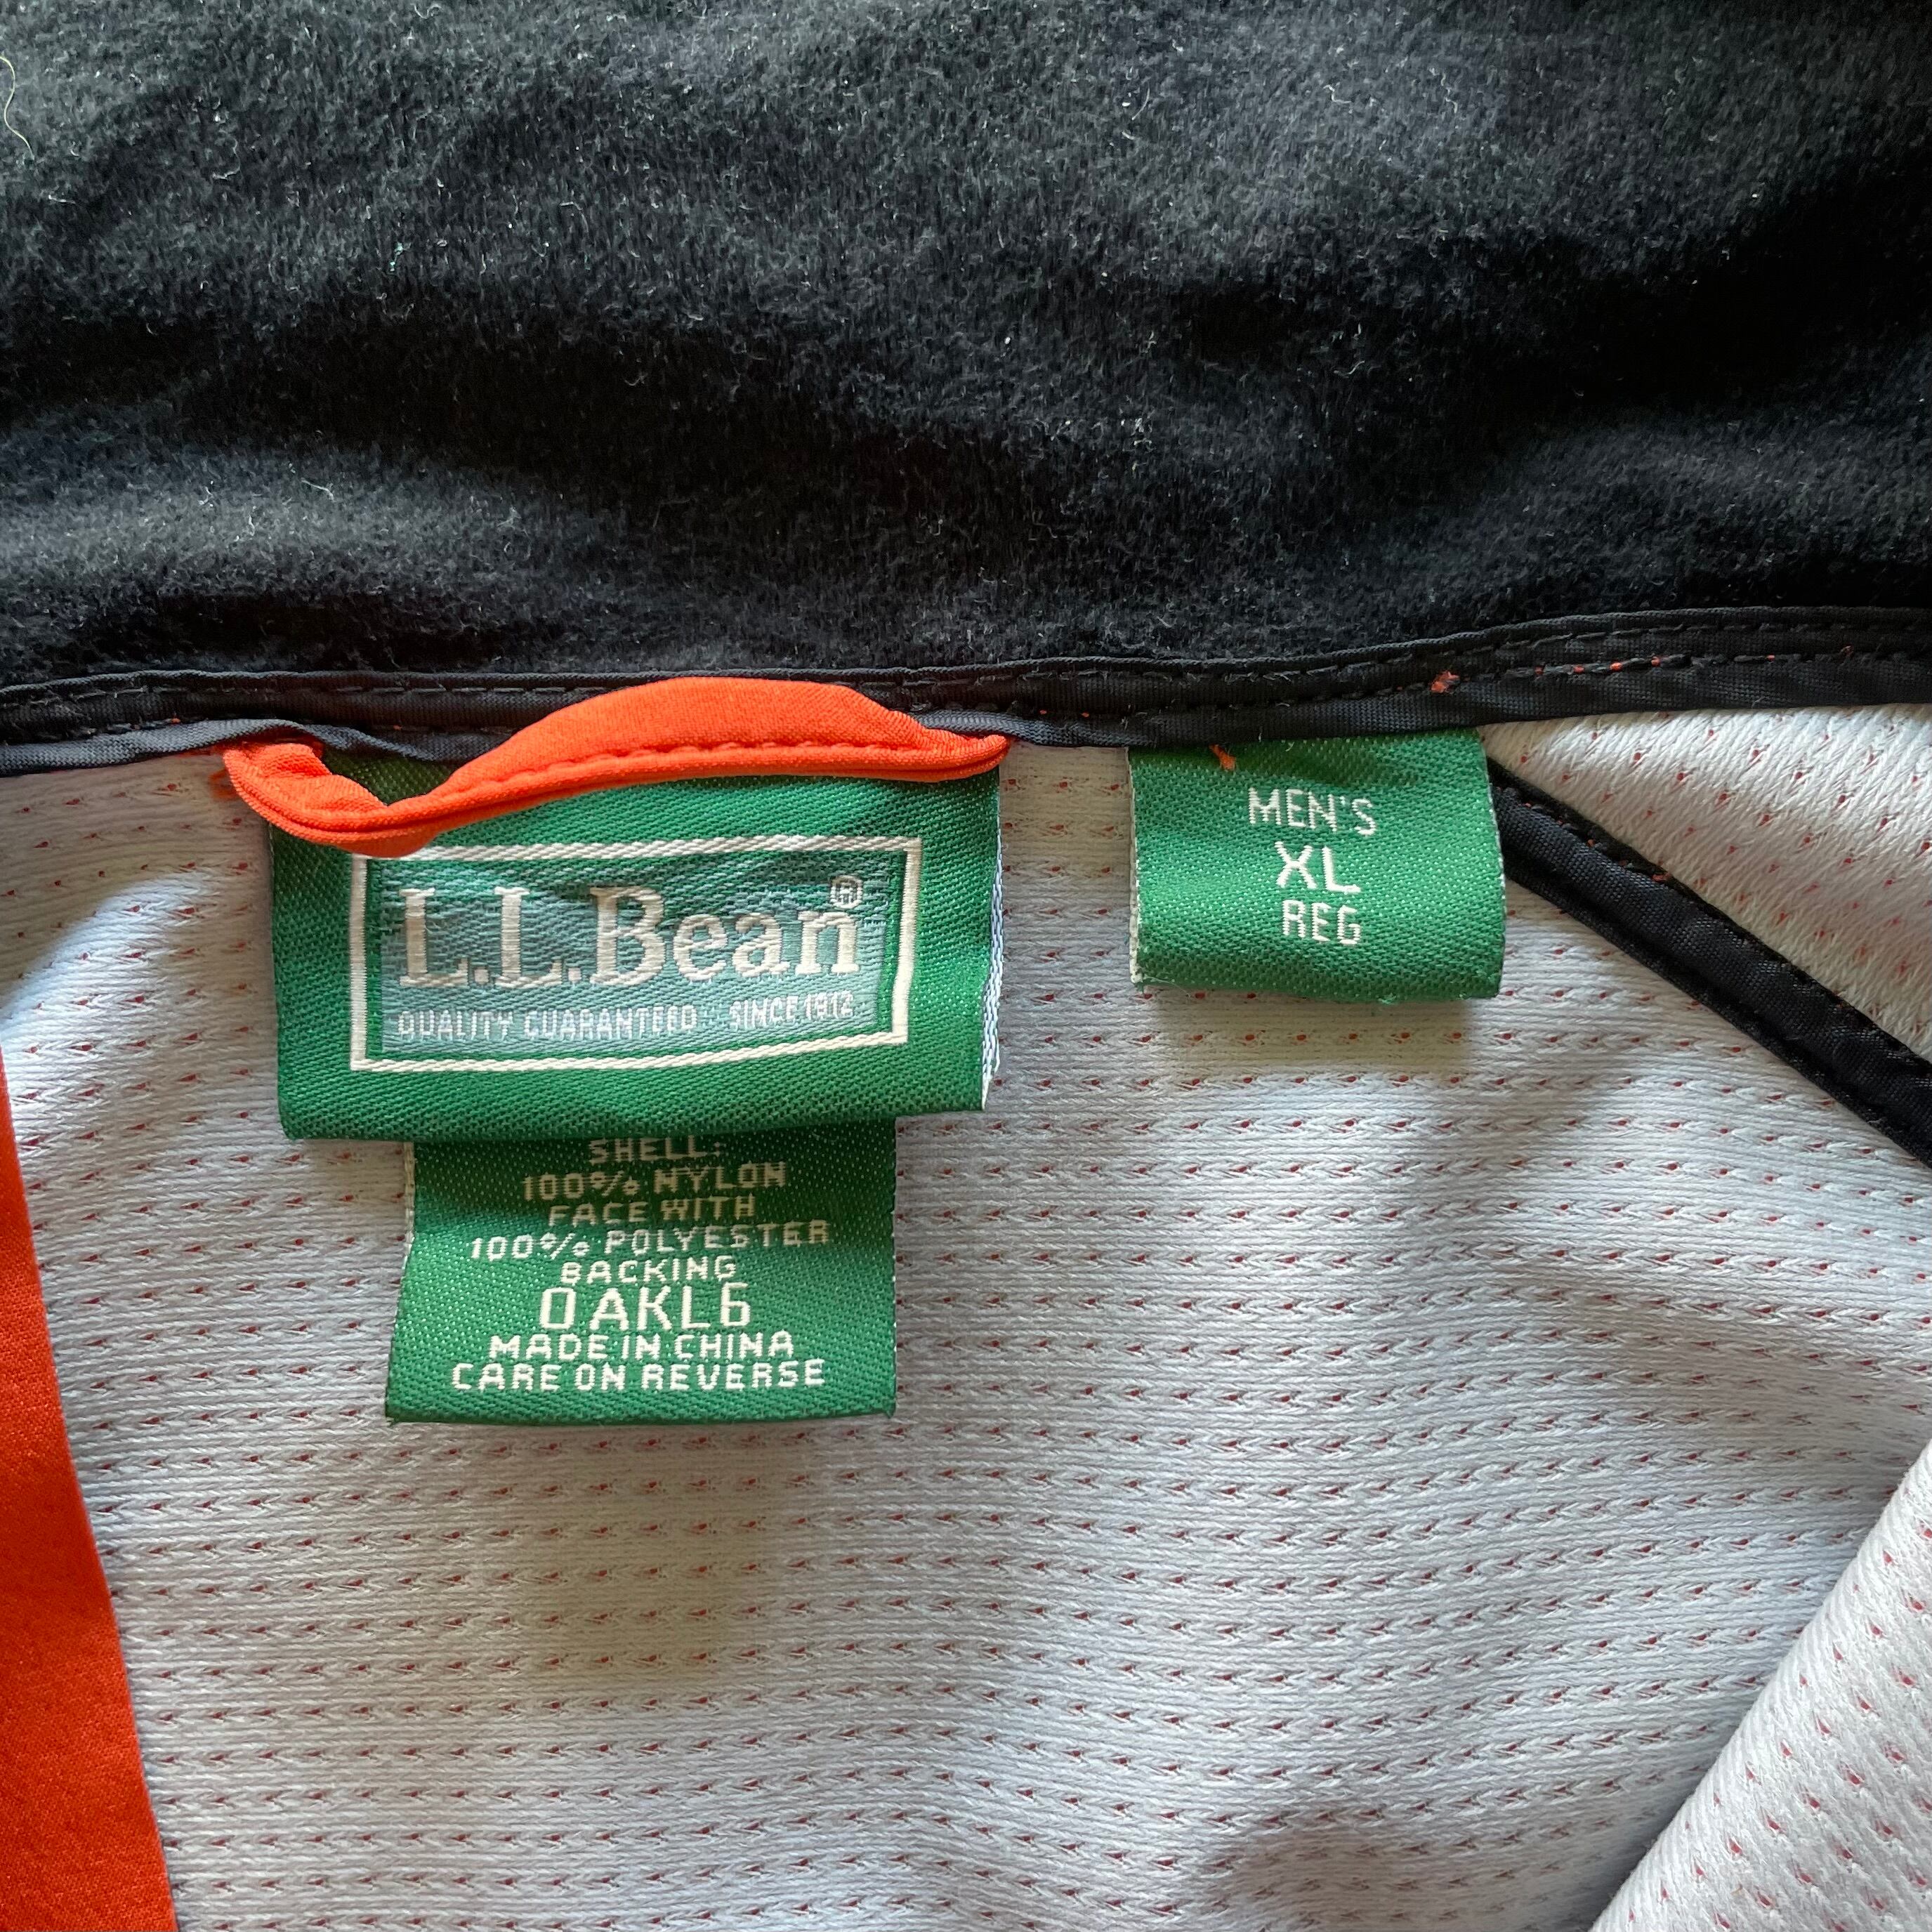 L.L.Bean®
QUALITY GUARANTEED SINCE 1912
MEN'S
XL
REG
SHELL:
100% NYLON
FACE WITH
100% POLYESTER
BACKING
0AKL6
MADE IN CHINA
CARE ON REVERSE